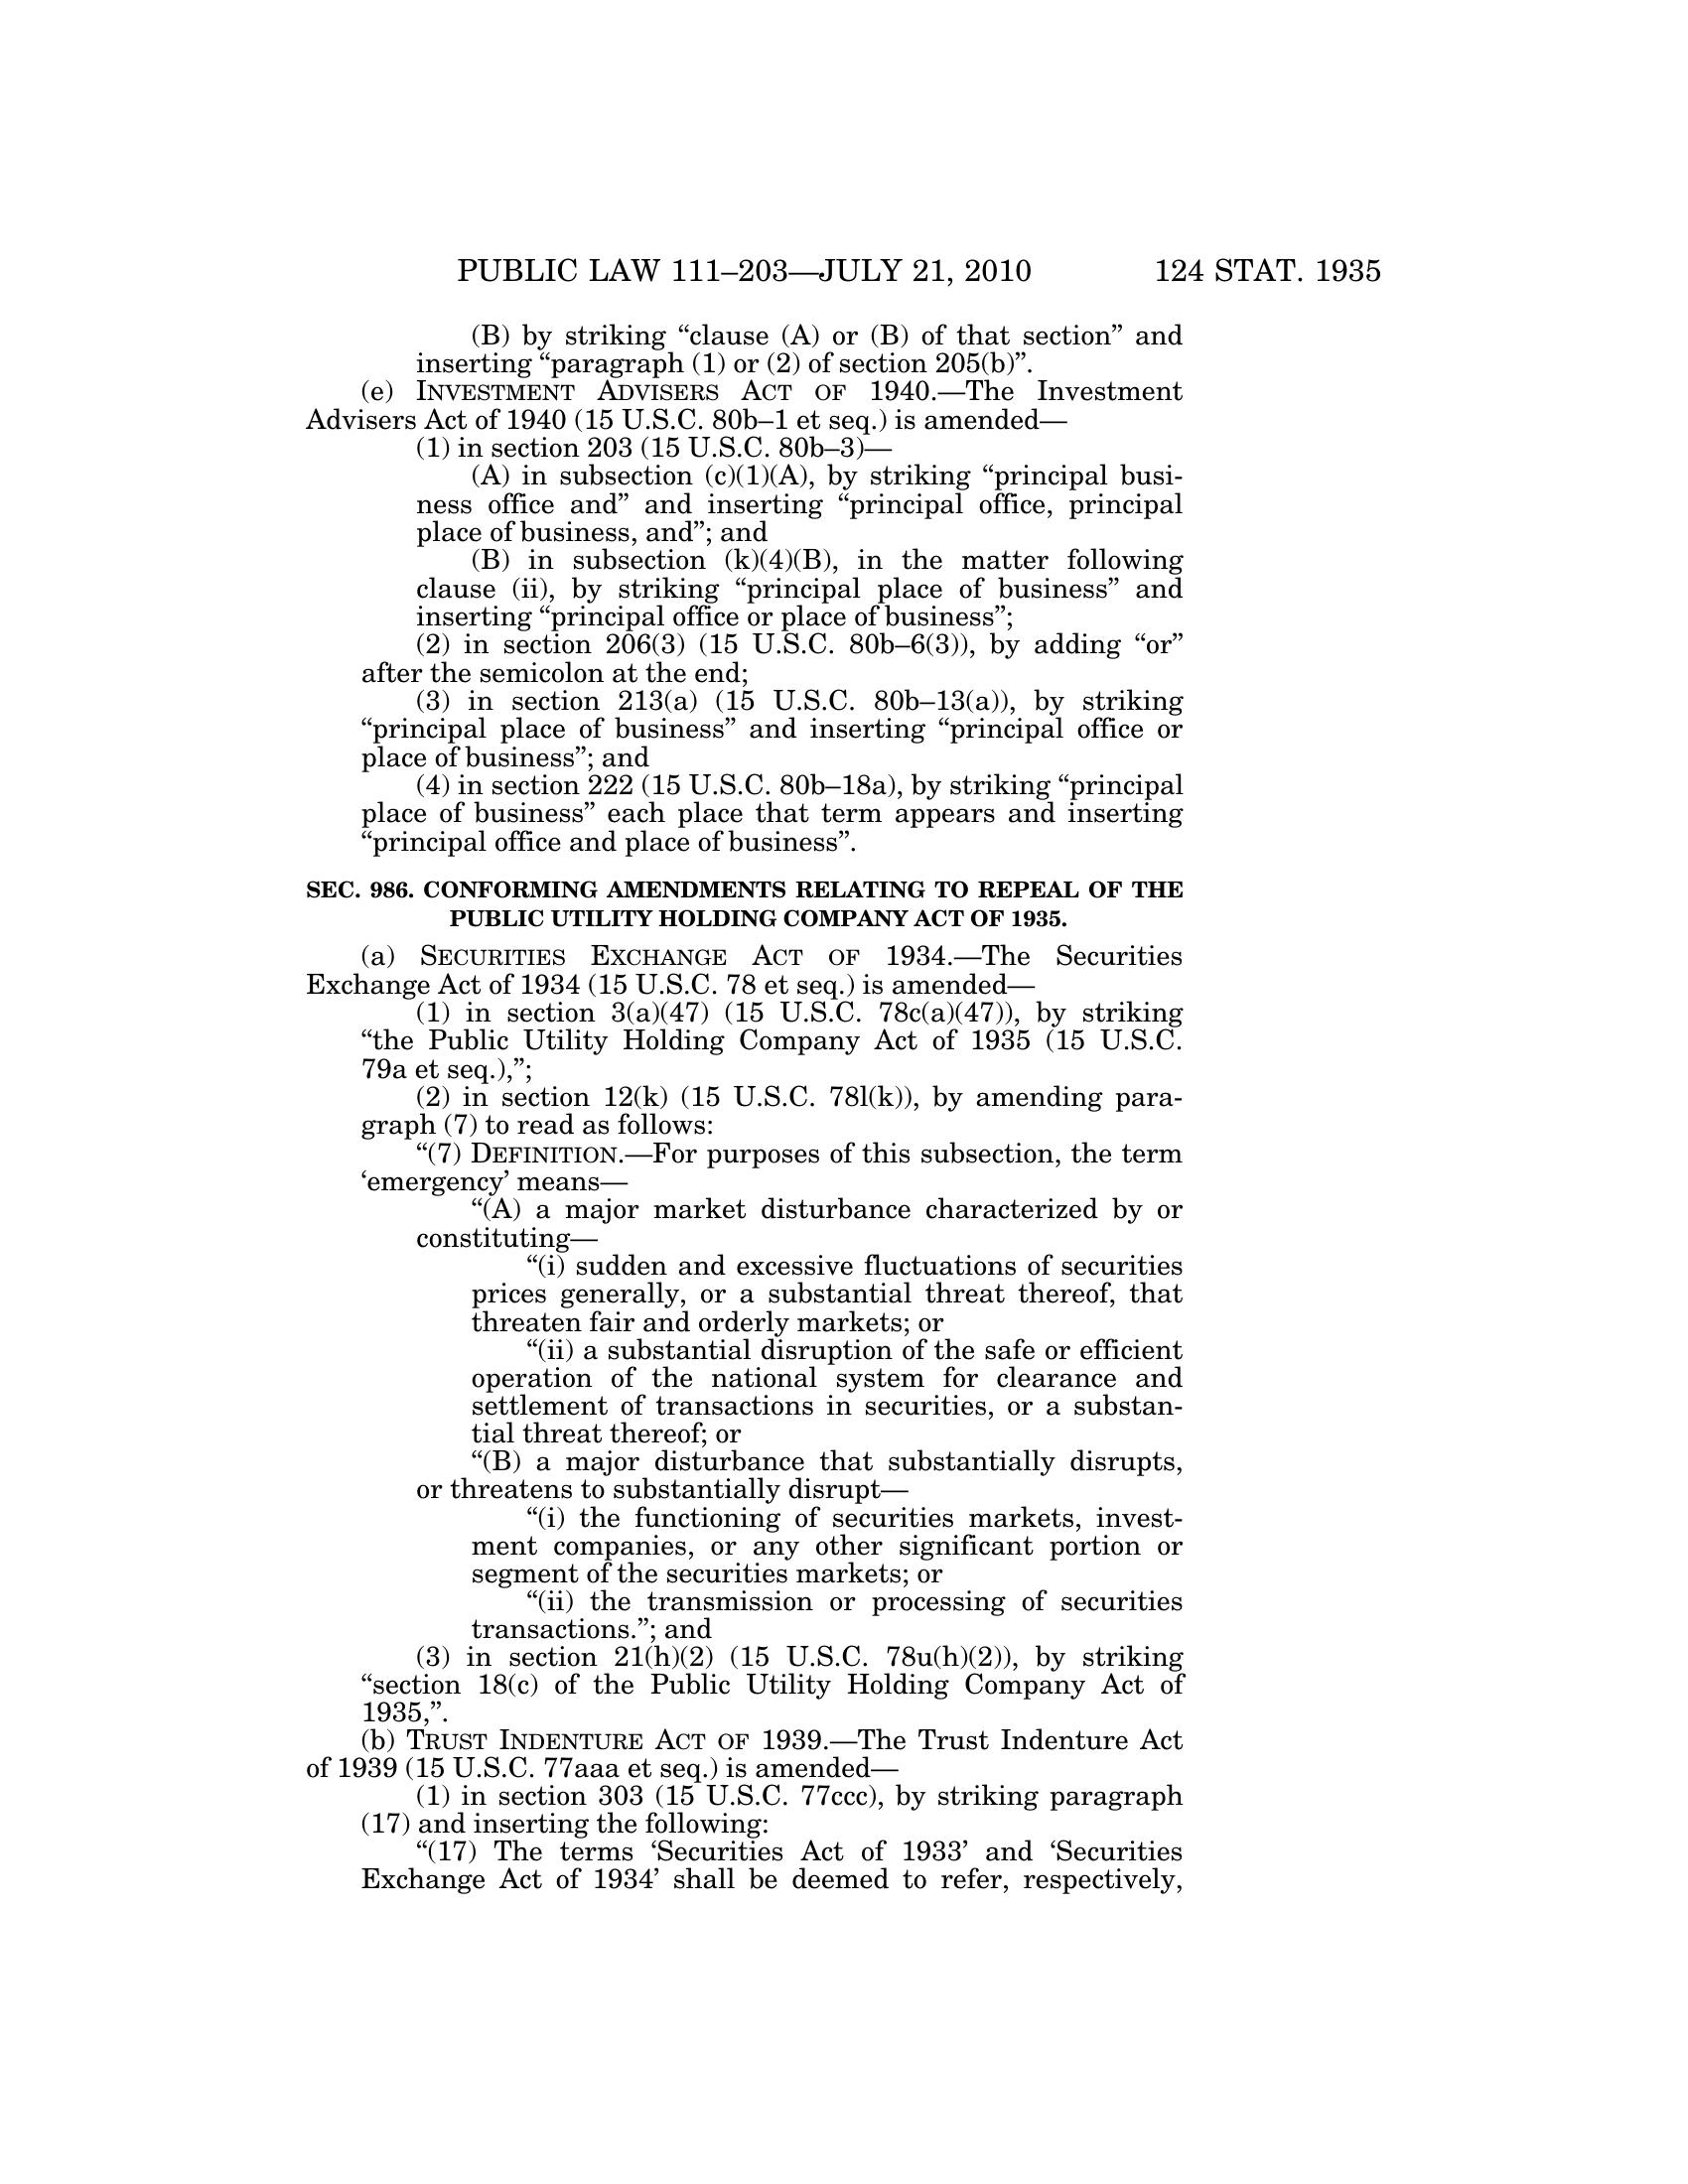 PUBLIC LAW 111–203—JULY 21, 2010 124 STAT. 1935
(B) by striking “clause (A) or (B) of that section” and
inserting “paragraph (1) or (2) of section 205(b)”.
(e) INVESTMENT ADVISERS ACT OF 1940.—The Investment
Advisers Act of 1940 (15 U.S.C. 80b–1 et seq.) is amended—
(1) in section 203 (15 U.S.C. 80b–3)—
(A) in subsection (c)(1)(A), by striking “principal busi-
ness office and” and inserting “principal office, principal
place of business, and”; and
(B) in subsection (k)(4)(B), in the matter following
clause (ii), by striking “principal place of business” and
inserting “principal office or place of business”;
(2) in section 206(3) (15 U.S.C. 80b–6(3)), by adding “or”
after the semicolon at the end;
(3) in section 213(a) (15 U.S.C. 80b–13(a)), by striking
“principal place of business” and inserting “principal office or
place of business”; and
(4) in section 222 (15 U.S.C. 80b–18a), by striking “principal
place of business” each place that term appears and inserting
“principal office and place of business”.
SEC. 986. CONFORMING AMENDMENTS RELATING TO REPEAL OF THE
PUBLIC UTILITY HOLDING COMPANY ACT OF 1935.
(a) SECURITIES EXCHANGE ACT OF 1934.—The Securities
Exchange Act of 1934 (15 U.S.C. 78 et seq.) is amended—
(1) in section 3(a)(47) (15 U.S.C. 78c(a)(47)), by striking
“the Public Utility Holding Company Act of 1935 (15 U.S.C.
79a et seq.),”;
(2) in section 12(k) (15 U.S.C. 78l(k)), by amending para-
graph (7) to read as follows:
“(7) DEFINITION.—For purposes of this subsection, the term
‘emergency’ means—
“(A) a major market disturbance characterized by or
constituting—
“(i) sudden and excessive fluctuations of securities
prices generally, or a substantial threat thereof, that
threaten fair and orderly markets; or
“(ii) a substantial disruption of the safe or efficient
operation of the national system for clearance and
settlement of transactions in securities, or a substan-
tial threat thereof; or
“(B) a major disturbance that substantially disrupts,
or threatens to substantially disrupt—
“(i) the functioning of securities markets, invest-
ment companies, or any other significant portion or
segment of the securities markets; or
“(ii) the transmission or processing of securities
transactions.”; and
(3) in section 21(h)(2) (15 U.S.C. 78u(h)(2)), by striking
“section 18(c) of the Public Utility Holding Company Act of
1935,”.
(b) TRUST INDENTURE ACT OF 1939.—The Trust Indenture Act
of 1939 (15 U.S.C. 77aaa et seq.) is amended—
(1) in section 303 (15 U.S.C. 77ccc), by striking paragraph
(17) and inserting the following:
“(17) The terms ‘Securities Act of 1933’ and ‘Securities
Exchange Act of 1934’ shall be deemed to refer, respectively,